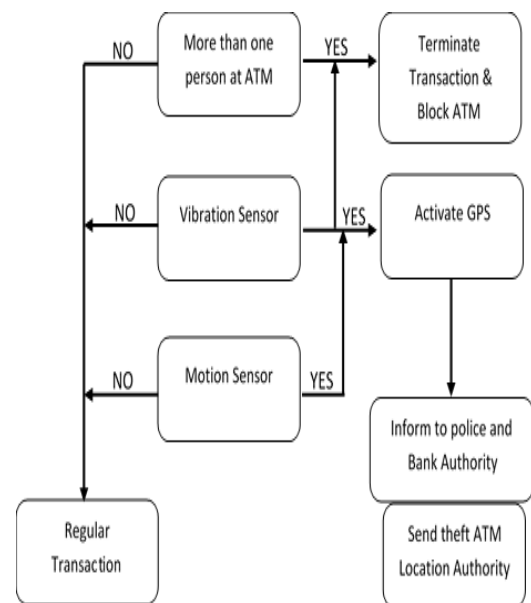 More than one
person at ATM
NO
YES
Terminate
Transaction &
Block ATM
NO
Vibration Sensor
YES
Activate GPS
NO
Motion Sensor
YES
Inform to police and
Bank Authority
Regular
Transaction
Send theft ATM
Location Authority